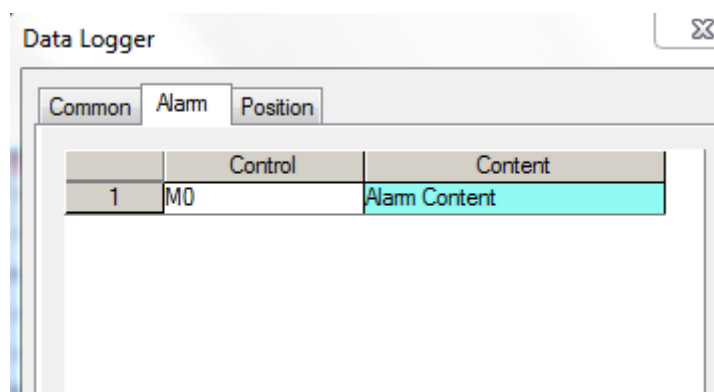 Data Logger
Common Alarm Position
Control Content
1 M0 Alarm Content